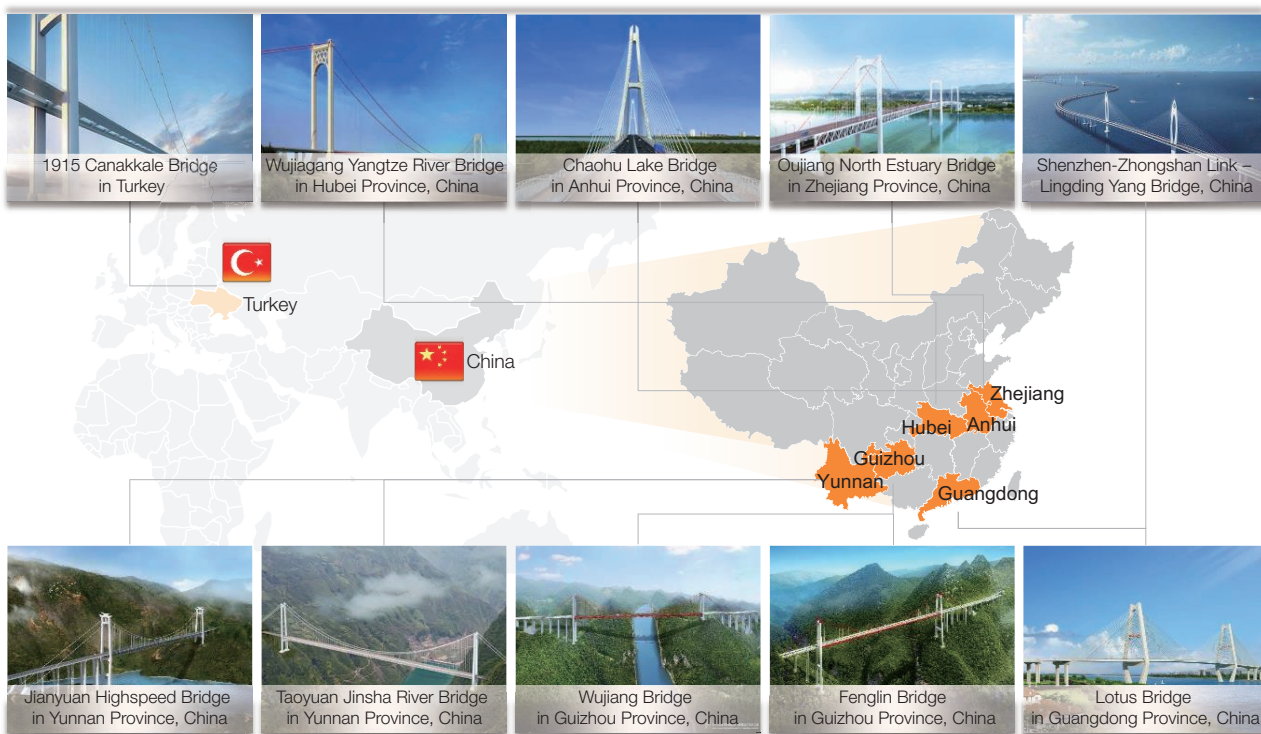 1915 Canakkale Bridge
in Turkey
Wujiagang Yangtze River Bridge
in Hubei Province, China
Chaohu Lake Bridge
in Anhui Province, China
Oujiang North Estuary Bridge
in Zhejiang Province, China
Shenzhen-Zhongshan Link –
Lingding Yang Bridge, China
Turkey
China
Zhejiang
Hubei
Anhui
Guizhou
Yunnan
Guangdong
Jianyuan Highspeed Bridge
in Yunnan Province, China
Taoyuan Jinsha River Bridge
in Yunnan Province, China
Wujiang Bridge
in Guizhou Province, China
Fenglin Bridge
in Guizhou Province, China
Lotus Bridge
in Guangdong Province, China